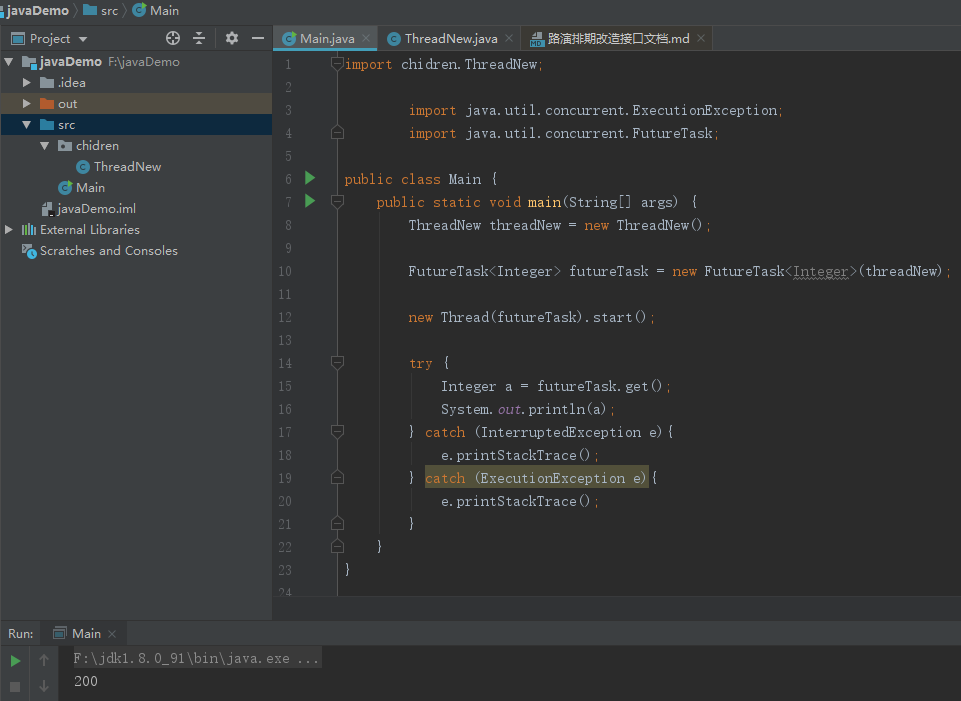 javaDemo src Main
Project
Main.java ThreadNew.java 路演排期改造接口文档.md
javaDemo F:\javaDemo
.idea
out
src
chidren
ThreadNew
Main
javaDemo.iml
External Libraries
Scratches and Consoles
1 import chidren.ThreadNew;
2
3 import java.util.concurrent.ExecutionException;
4 import java.util.concurrent.FutureTask;
5
6 public class Main {
7 public static void main(String[] args) {
8 ThreadNew threadNew = new ThreadNew();
9
10 FutureTask<Integer> futureTask = new FutureTask<Integer>(threadNew);
11
12 new Thread(futureTask).start();
13
14 try {
15 Integer a = futureTask.get();
16 System.out.println(a);
17 } catch (InterruptedException e){
18 e.printStackTrace();
19 } catch (ExecutionException e){
20 e.printStackTrace();
21 }
22 }
23 }
24
Run: Main
F:\jdk1.8.0_91\bin\java.exe ...
200